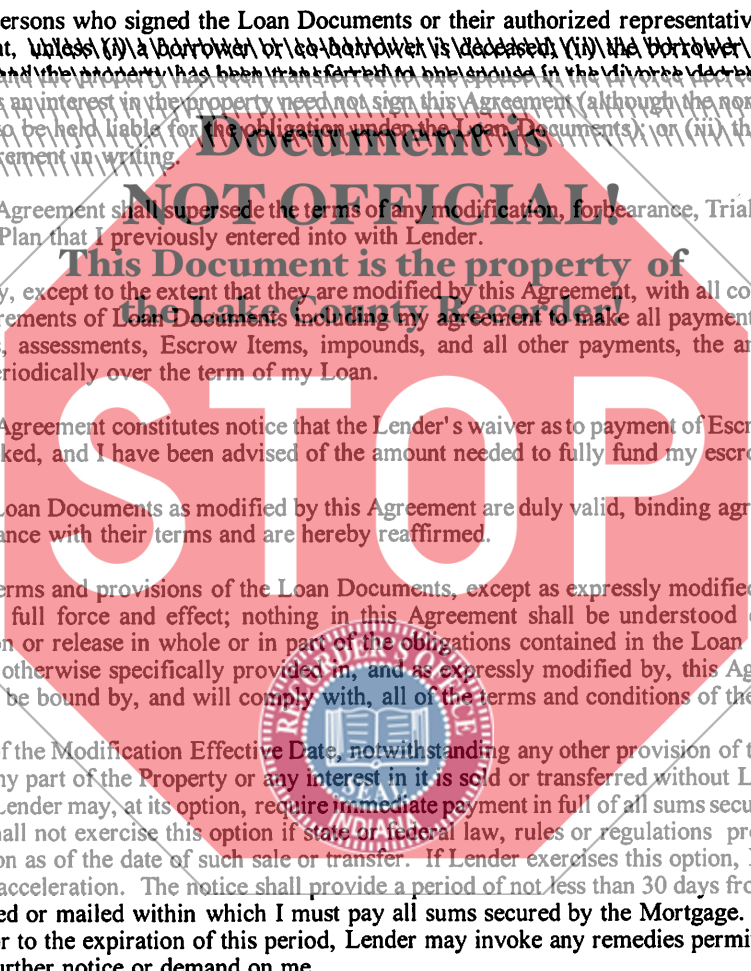 ersons who signed the Loan Documents or their authorized representativ
t, unless (i) a borrower or co-borrower is deceased; (ii) the borrower
and the property has been transferred to one spouse in the divorce decre
s an interest in the property need not sign this Agreement (although the non
o be held liable for the obligation under the Loan Documents); or (iii) th
ement in writing.
Document is
NOT OFFICIAL!
Agreement shall supersede the terms of any modification, forbearance, Trial
Plan that I previously entered into with Lender.
This Document is the property of
the Lake County Recorder!
y, except to the extent that they are modified by this Agreement, with all co
rements of Loan Documents including my agreement to make all payment
s, assessments, Escrow Items, impounds, and all other payments, the am
riodically over the term of my Loan.
STOP
Agreement constitutes notice that the Lender's waiver as to payment of Escr
ked, and I have been advised of the amount needed to fully fund my escro
Loan Documents as modified by this Agreement are duly valid, binding agr
ance with their terms and are hereby reaffirmed.
erms and provisions of the Loan Documents, except as expressly modified
full force and effect; nothing in this Agreement shall be understood
n or release in whole or in part of the obligations contained in the Loan
otherwise specifically provided in, and as expressly modified by, this Ag
be bound by, and will comply with, all of the terms and conditions of the
RECORDER'S OFFICE
SEAL
INDIANA
of the Modification Effective Date, notwithstanding any other provision of t
ny part of the Property or any interest in it is sold or transferred without L
Lender may, at its option, require immediate payment in full of all sums secu
hall not exercise this option if state or federal law, rules or regulations pr
on as of the date of such sale or transfer. If Lender exercises this option,
acceleration. The notice shall provide a period of not less than 30 days fro
ed or mailed within which I must pay all sums secured by the Mortgage.
r to the expiration of this period, Lender may invoke any remedies permi
urther notice or demand on me.